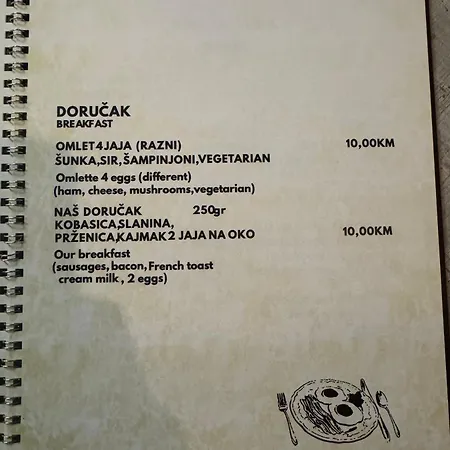 DORUČAK
BREAKFAST
OMLET 4 JAJA (RAZNI) 10,00KM
ŠUNKA,SIR,ŠAMPINJONI,VEGETARIAN
Omlette 4 eggs (different)
(ham, cheese, mushrooms,vegetarian)
NAŠ DORUČAK 250gr
KOBASICA,SLANINA,
PRŽENICA,KAJMAK 2 JAJA NA OKO 10,00KM
Our breakfast
(sausages, bacon, French toast
cream milk , 2 eggs)